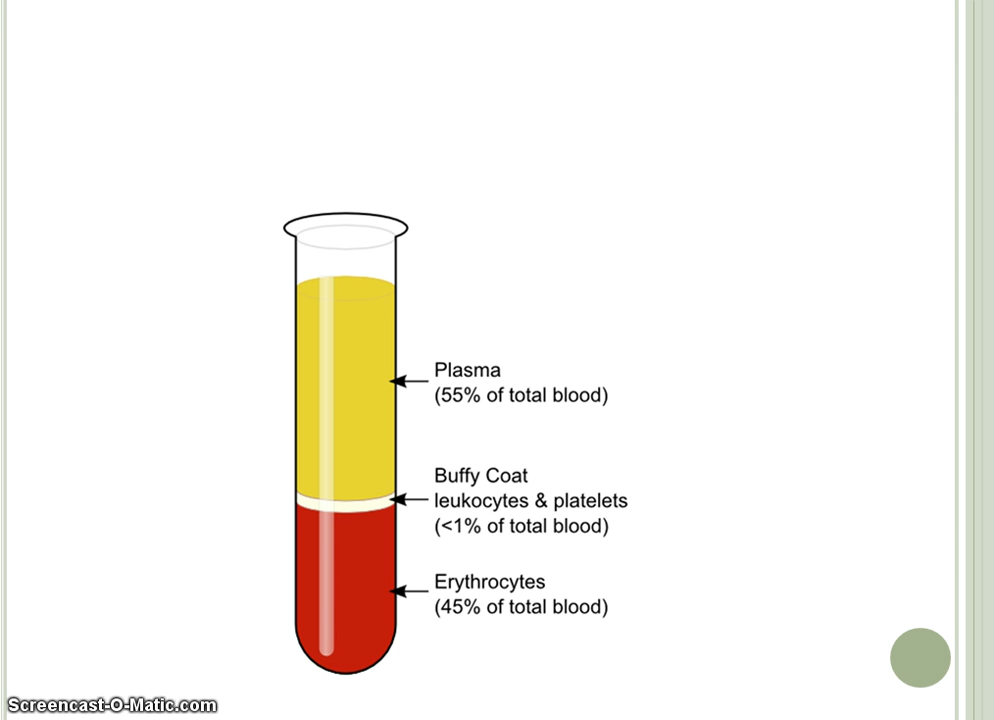 Plasma
(55% of total blood)
Buffy Coat
leukocytes & platelets
(<1% of total blood)
Erythrocytes
(45% of total blood)
Screencast-O-Matic.com